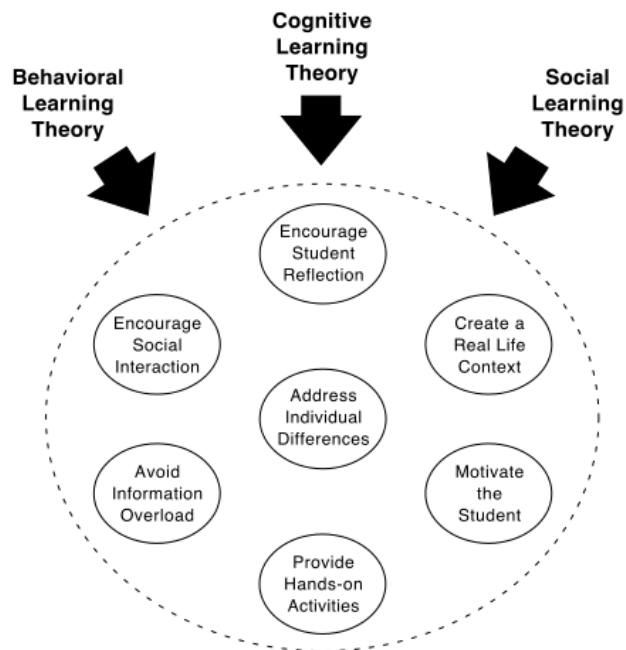 Cognitive
Learning
Theory
Behavioral
Learning
Theory
Social
Learning
Theory
Encourage
Student
Reflection
Encourage
Social
Interaction
Create a
Real Life
Context
Address
Individual
Differences
Avoid
Information
Overload
Motivate
the
Student
Provide
Hands-on
Activities